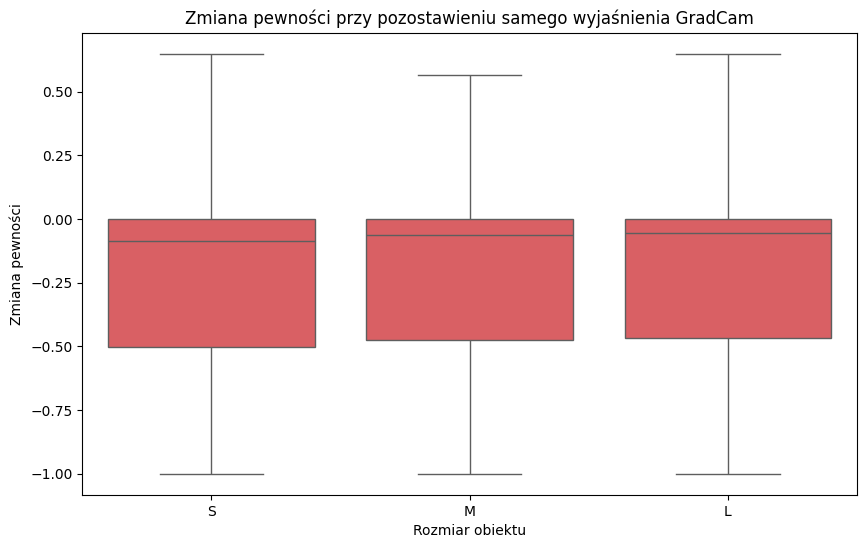 Zmiana pewności przy pozostawieniu samego wyjaśnienia GradCam
Zmiana pewności
0.50
0.25
0.00
−0.25
−0.50
−0.75
−1.00
S M L
Rozmiar obiektu